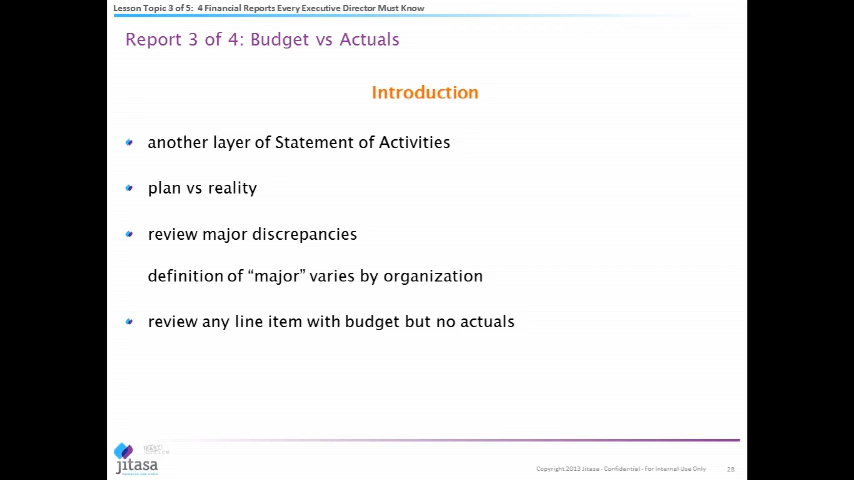 Lesson Topic 3 of 5: 4 Financial Reports Every Executive Director Must Know
Report 3 of 4: Budget vs Actuals
Introduction
another layer of Statement of Activities
plan vs reality
review major discrepancies
definition of “major” varies by organization
review any line item with budget but no actuals
jitasa
Copyright 2013 Jitasa - Confidential - For Internal Use Only
28